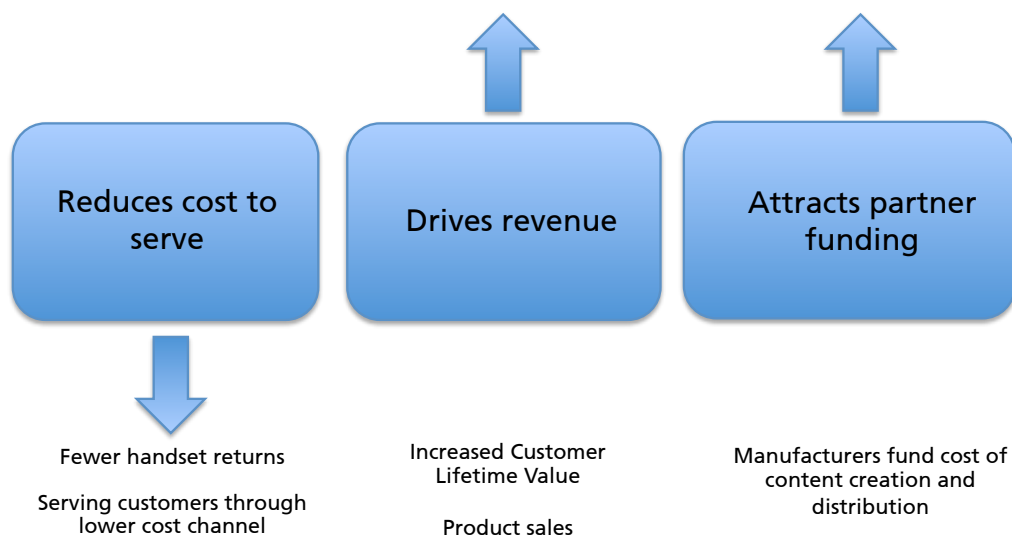 Reduces cost to
serve
Drives revenue
Attracts partner
funding
Fewer handset returns
Serving customers through
lower cost channel
Increased Customer
Lifetime Value
Product sales
Manufacturers fund cost of
content creation and
distribution